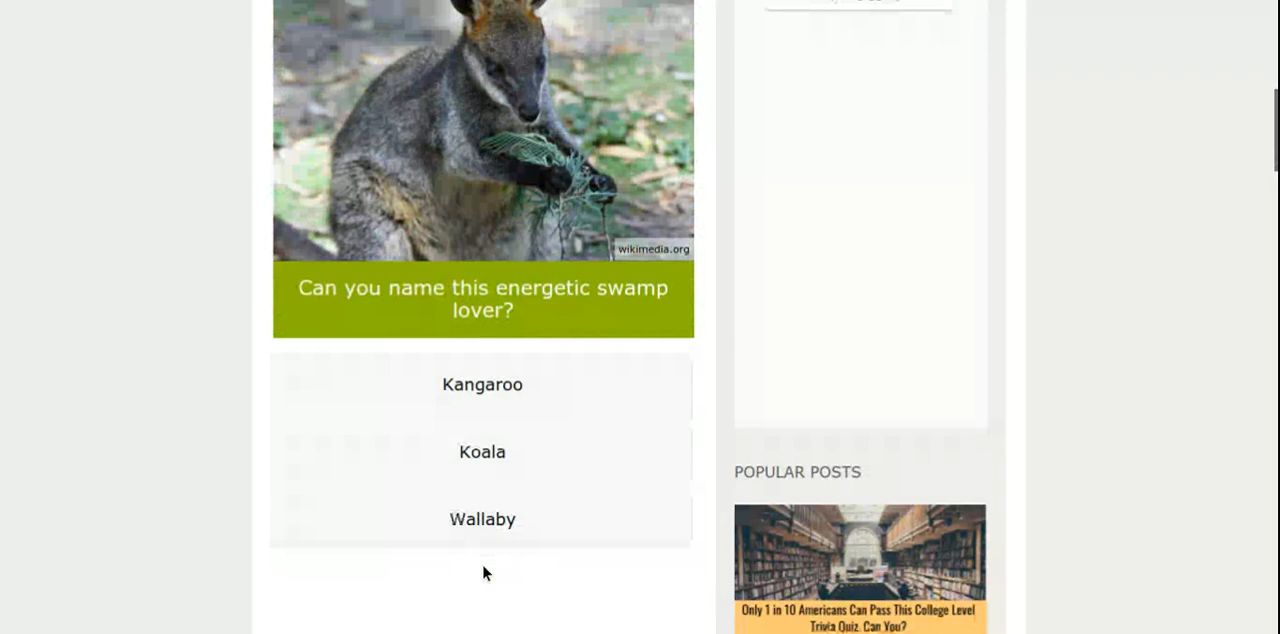 wikimedia.org
Can you name this energetic swamp
lover?
Kangaroo
Koala
Wallaby
POPULAR POSTS
Only 1 in 10 Americans Can Pass This College Level
Trivia Quiz. Can You?